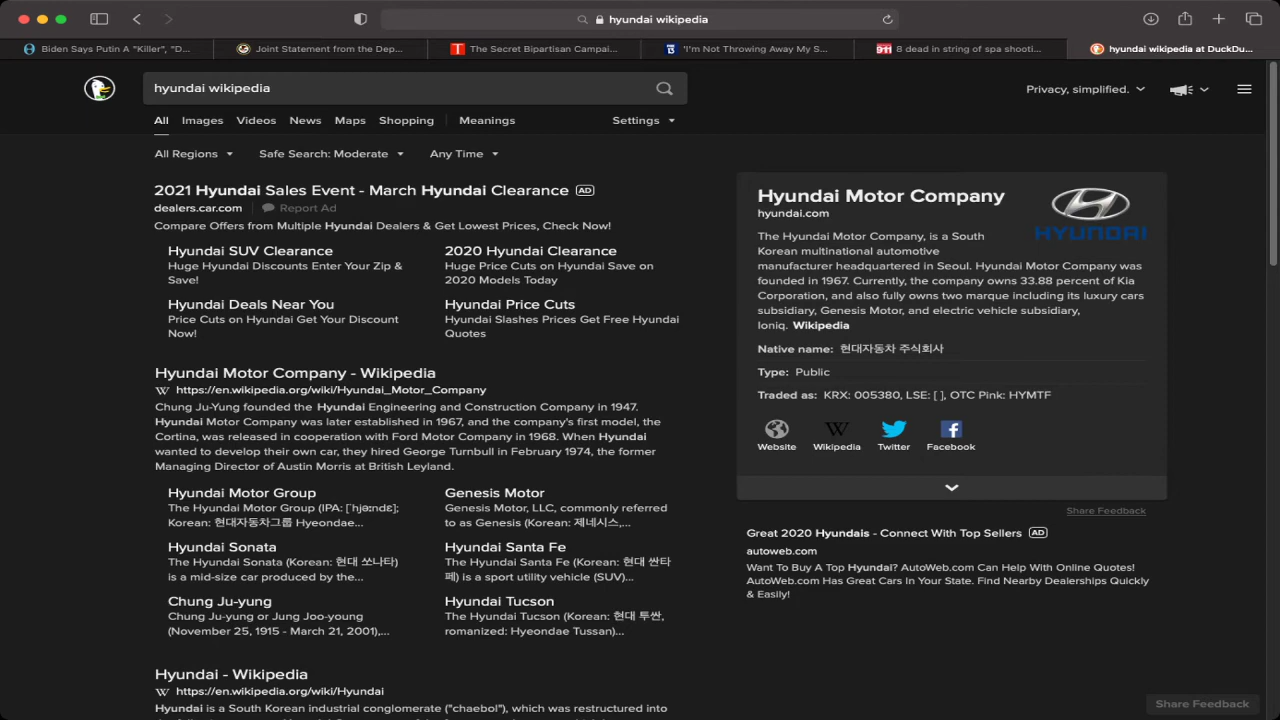 hyundai wikipedia
Biden Says Putin A "Killer", "D...
Joint Statement from the Dep...
The Secret Bipartisan Campai...
'I'm Not Throwing Away My S...
8 dead in string of spa shooti...
hyundai wikipedia at DuckDu...
hyundai wikipedia
Privacy, simplified.
All Images Videos News Maps Shopping Meanings Settings
All Regions Safe Search: Moderate Any Time
2021 Hyundai Sales Event - March Hyundai Clearance AD
dealers.car.com Report Ad
Compare Offers from Multiple Hyundai Dealers & Get Lowest Prices, Check Now!
Hyundai SUV Clearance
Huge Hyundai Discounts Enter Your Zip &
Save!
2020 Hyundai Clearance
Huge Price Cuts on Hyundai Save on
2020 Models Today
Hyundai Deals Near You
Price Cuts on Hyundai Get Your Discount
Now!
Hyundai Price Cuts
Hyundai Slashes Prices Get Free Hyundai
Quotes
Hyundai Motor Company - Wikipedia
W https://en.wikipedia.org/wiki/Hyundai_Motor_Company
Chung Ju-Yung founded the Hyundai Engineering and Construction Company in 1947.
Hyundai Motor Company was later established in 1967, and the company's first model, the
Cortina, was released in cooperation with Ford Motor Company in 1968. When Hyundai
wanted to develop their own car, they hired George Turnbull in February 1974, the former
Managing Director of Austin Morris at British Leyland.
Hyundai Motor Group
The Hyundai Motor Group (IPA: [ˈhjəːndɛ];
Korean: 현대자동차그룹 Hyeondae...
Genesis Motor
Genesis Motor, LLC, commonly referred
to as Genesis (Korean: 제네시스,...
Hyundai Sonata
The Hyundai Sonata (Korean: 현대 쏘나타)
is a mid-size car produced by the...
Hyundai Santa Fe
The Hyundai Santa Fe (Korean: 현대 싼타
페) is a sport utility vehicle (SUV)...
Chung Ju-yung
Chung Ju-yung or Jung Joo-young
(November 25, 1915 - March 21, 2001),...
Hyundai Tucson
The Hyundai Tucson (Korean: 현대 투싼,
romanized: Hyeondae Tussan)...
Hyundai - Wikipedia
W https://en.wikipedia.org/wiki/Hyundai
Hyundai is a South Korean industrial conglomerate ("chaebol"), which was restructured into
Hyundai Motor Company
hyundai.com
HYUNDAI
The Hyundai Motor Company, is a South
Korean multinational automotive
manufacturer headquartered in Seoul. Hyundai Motor Company was
founded in 1967. Currently, the company owns 33.88 percent of Kia
Corporation, and also fully owns two marque including its luxury cars
subsidiary, Genesis Motor, and electric vehicle subsidiary,
Ioniq. Wikipedia
Native name: 현대자동차 주식회사
Type: Public
Traded as: KRX: 005380, LSE: [ ], OTC Pink: HYMTF
Website Wikipedia Twitter Facebook
Share Feedback
Great 2020 Hyundais - Connect With Top Sellers AD
autoweb.com
Want To Buy A Top Hyundai? AutoWeb.com Can Help With Online Quotes!
AutoWeb.com Has Great Cars In Your State. Find Nearby Dealerships Quickly
& Easily!
Share Feedback